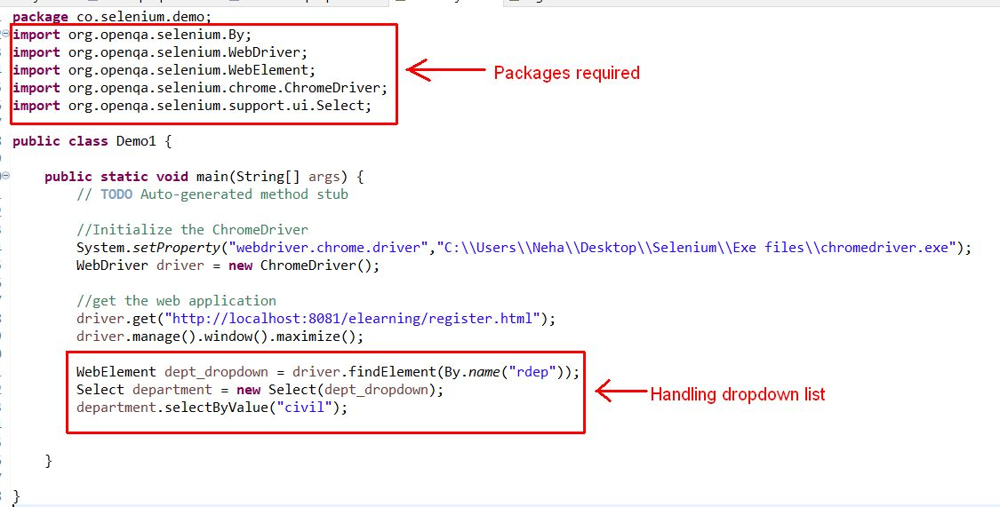 package co.selenium.demo;
import org.openqa.selenium.By;
import org.openqa.selenium.WebDriver;
import org.openqa.selenium.WebElement;
import org.openqa.selenium.chrome.ChromeDriver;
import org.openqa.selenium.support.ui.Select;
Packages required
public class Demo1 {
public static void main(String[] args) {
// TODO Auto-generated method stub
//Initialize the ChromeDriver
System.setProperty("webdriver.chrome.driver","C:\\Users\\Neha\\Desktop\\Selenium\\Exe files\\chromedriver.exe");
WebDriver driver = new ChromeDriver();
//get the web application
driver.get("http://localhost:8081/elearning/register.html");
driver.manage().window().maximize();
WebElement dept_dropdown = driver.findElement(By.name("rdep"));
Select department = new Select(dept_dropdown);
department.selectByValue("civil");
Handling dropdown list
}
}